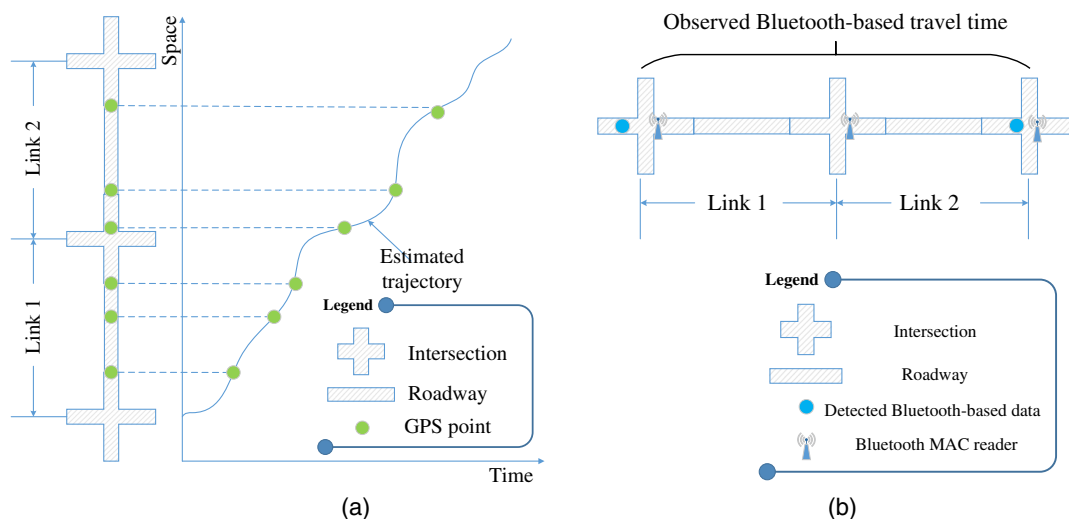 Space
Link 2
Link 1
Estimated
trajectory
Legend
Intersection
Roadway
GPS point
Time
(a)
Observed Bluetooth-based travel time
Link 1
Link 2
Legend
Intersection
Roadway
Detected Bluetooth-based data
Bluetooth MAC reader
(b)